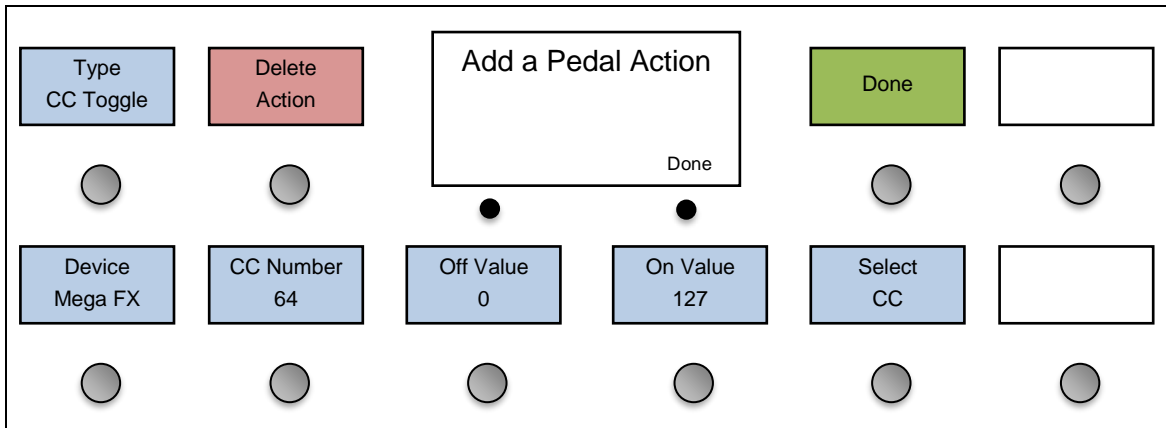 Type
CC Toggle
Delete
Action
Add a Pedal Action
Done
Done
Device
Mega FX
CC Number
64
Off Value
0
On Value
127
Select
CC